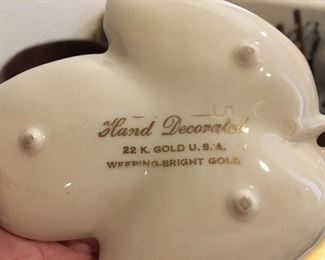 Hand Decorated
22 K. GOLD U.S.A.
WEEPING-BRIGHT GOLD